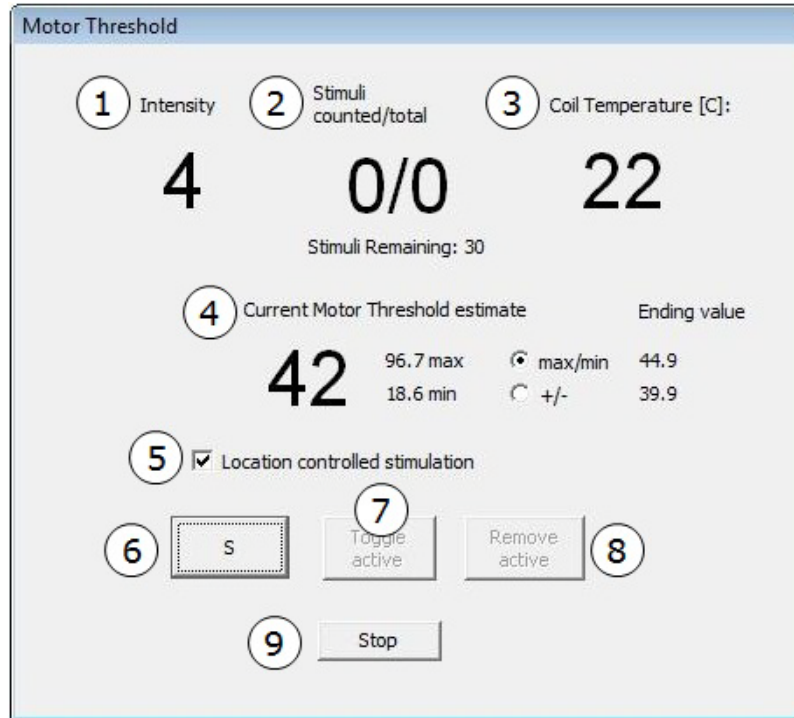 Motor Threshold
1 Intensity 2 Stimuli counted/total 3 Coil Temperature [C]:
4 0/0 22
Stimuli Remaining: 30
4 Current Motor Threshold estimate Ending value
42 96.7 max max/min 44.9
18.6 min +/- 39.9
5 Location controlled stimulation
6 S 7 Toggle active Remove active 8
9 Stop